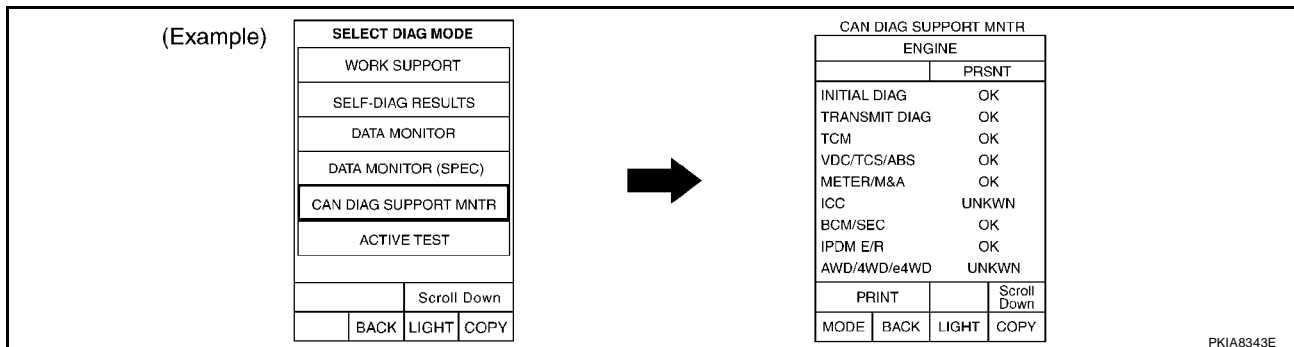 (Example)
SELECT DIAG MODE
WORK SUPPORT
SELF-DIAG RESULTS
DATA MONITOR
DATA MONITOR (SPEC)
CAN DIAG SUPPORT MNTR
ACTIVE TEST
Scroll Down
BACK LIGHT COPY
CAN DIAG SUPPORT MNTR
ENGINE
PRSNT
INITIAL DIAG OK
TRANSMIT DIAG OK
TCM OK
VDC/TCS/ABS OK
METER/M&A OK
ICC UNKWN
BCM/SEC OK
IPDM E/R OK
AWD/4WD/e4WD UNKWN
PRINT Scroll
Down
MODE BACK LIGHT COPY
PKIA8343E